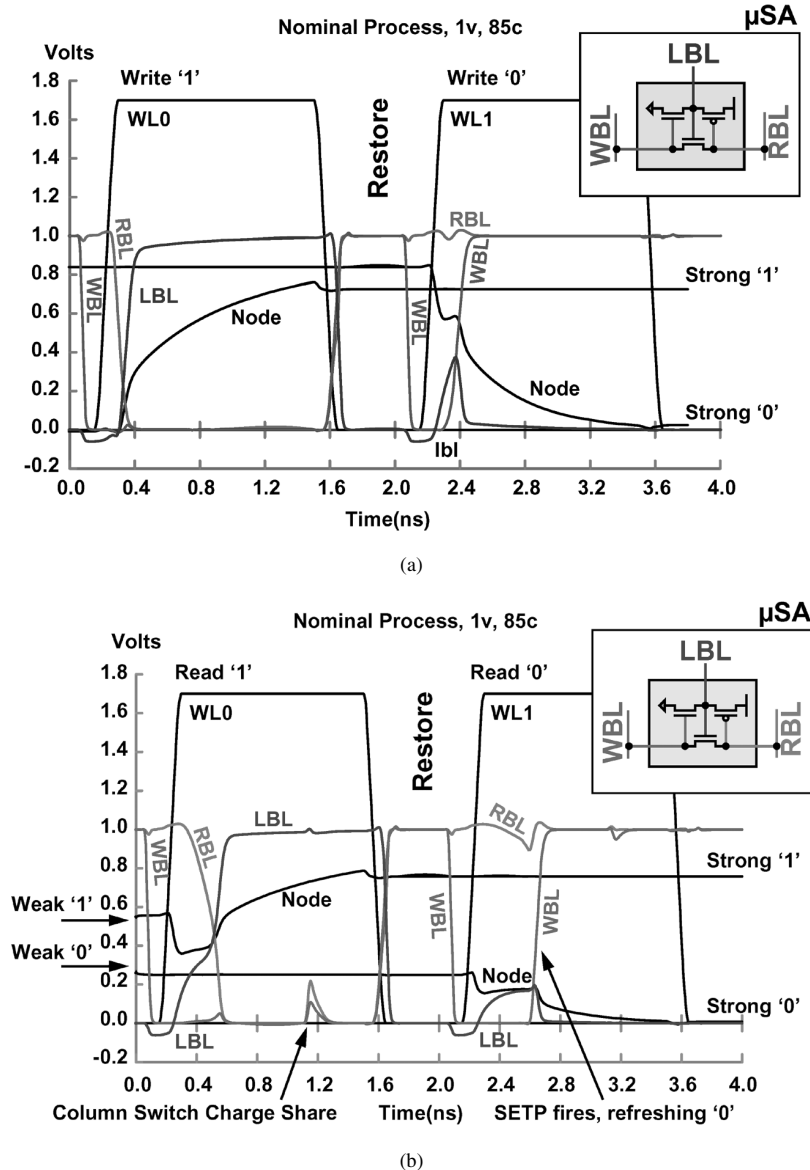 µSA
Nominal Process, 1v, 85c
Volts
LBL
WBL
RBL
Write ‘1’
Write ‘0’
WL0
WL1
Restore
1.8
1.6
1.4
1.2
1.0
0.8
0.6
0.4
0.2
0.0
-0.2
RBL
WBL
LBL
Node
RBL
WBL
WBL
Node
lbl
Strong ‘1’
Strong ‘0’
0.0 0.4 0.8 1.2 1.6 2.0 2.4 2.8 3.2 3.6 4.0
Time(ns)
(a)
µSA
Nominal Process, 1v, 85c
Volts
LBL
WBL
RBL
Read ‘1’
Read ‘0’
WL0
WL1
Restore
1.8
1.6
1.4
1.2
1.0
0.8
0.6
0.4
0.2
0.0
-0.2
LBL
RBL
WBL
RBL
WBL
WBL
Weak ‘1’
Weak ‘0’
Node
Node
Strong ‘1’
Strong ‘0’
LBL
LBL
0.0 0.4 0.8 1.2 1.6 2.0 2.4 2.8 3.2 3.6 4.0
Column Switch Charge Share
Time(ns)
SETP fires, refreshing ‘0’
(b)